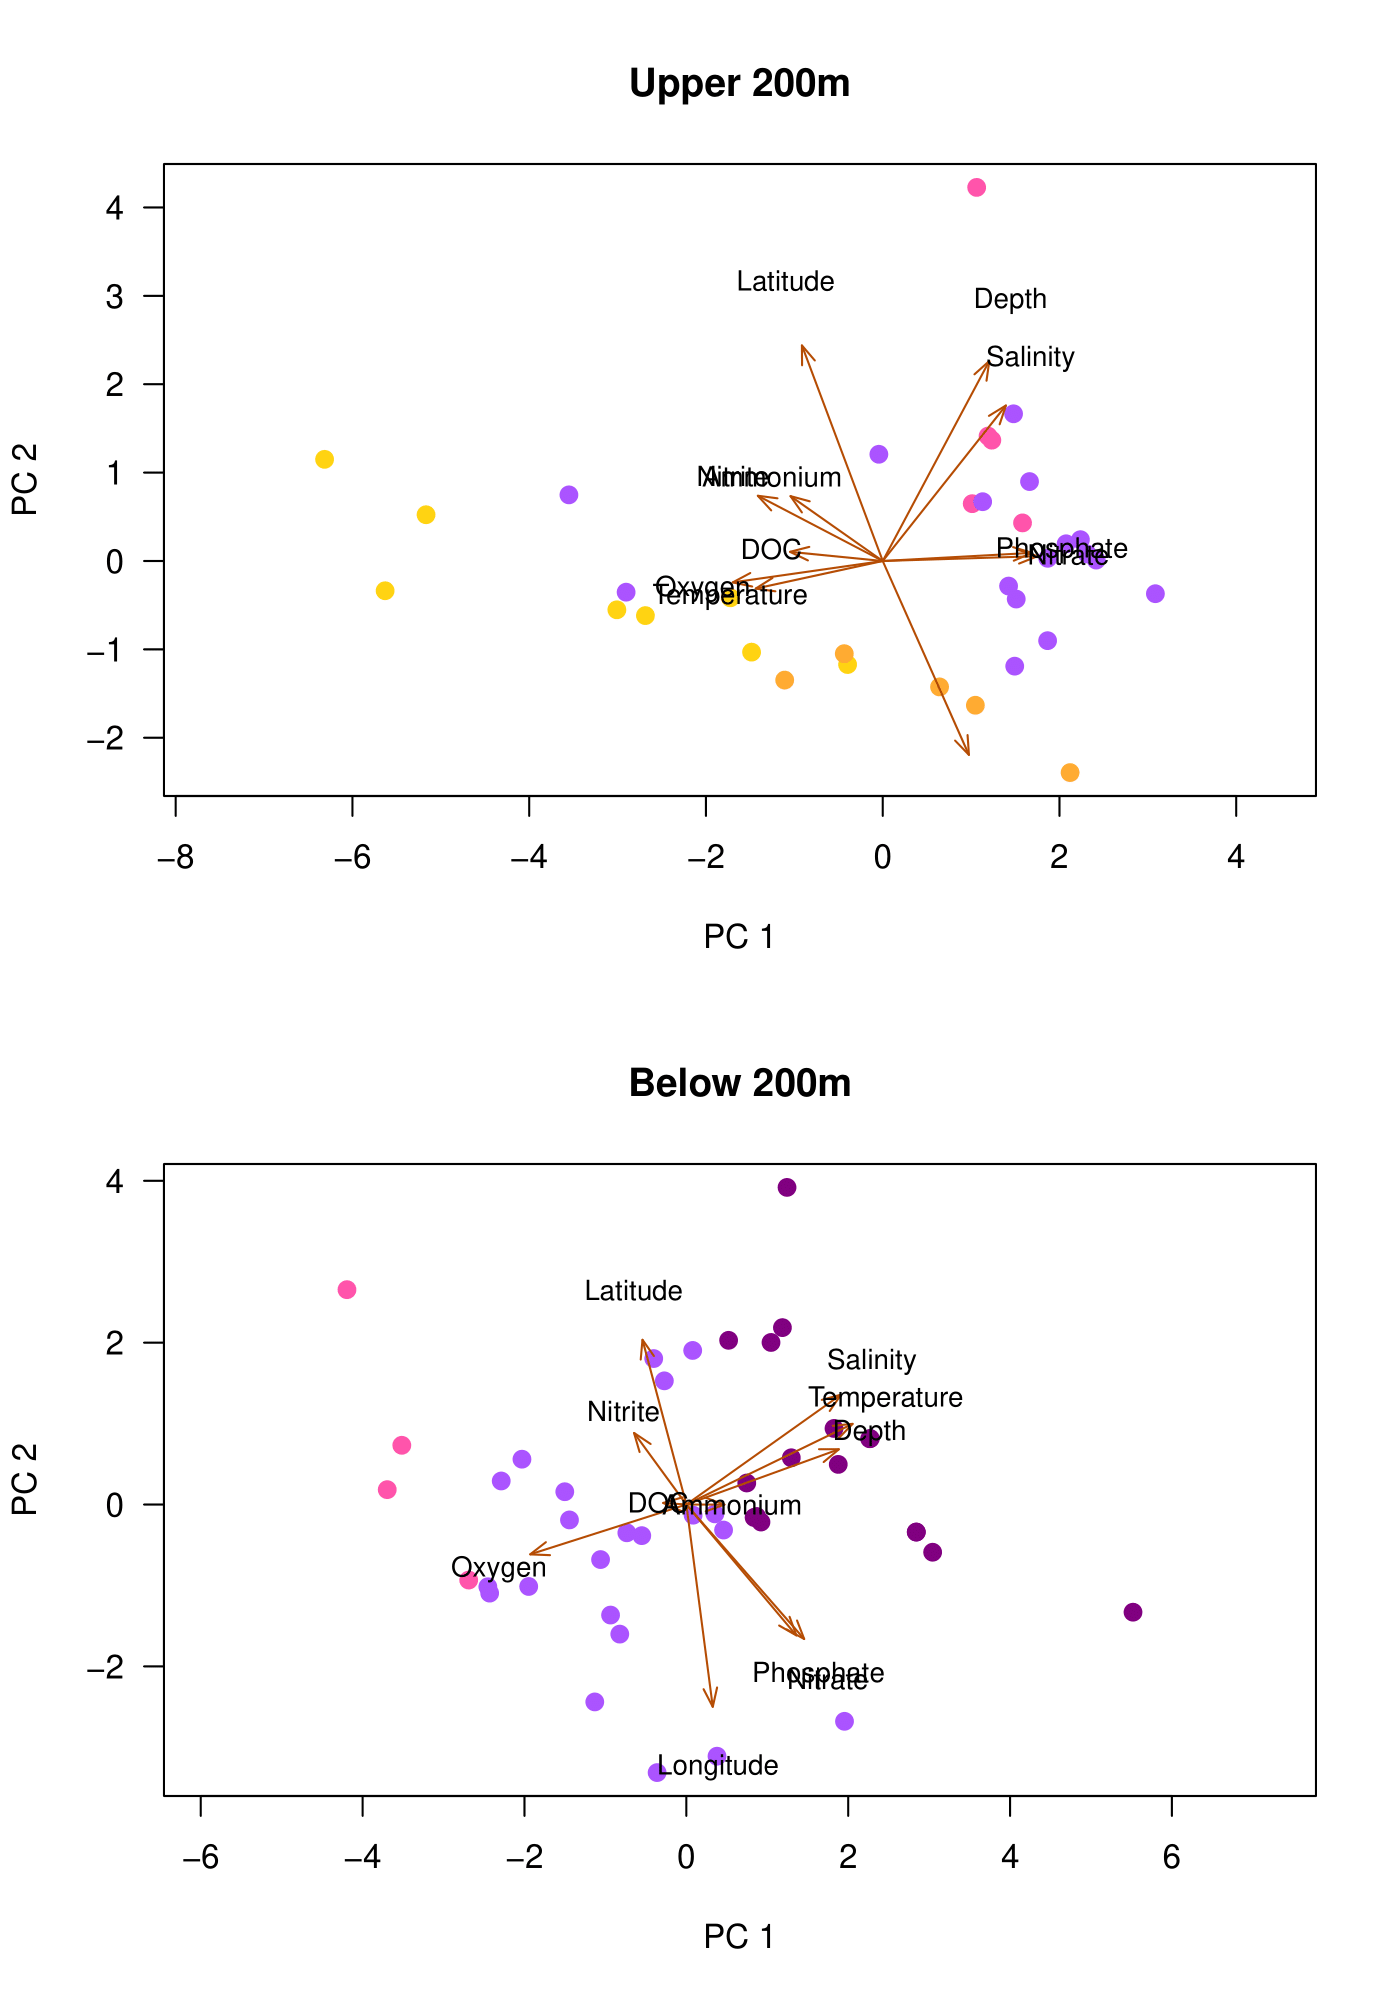 Upper 200m
PC 2
4
3
2
1
0
−1
−2
Latitude
Depth
Salinity
Nitrite
Ammonium
DOC
Phosphate
Nitrate
Oxygen
Temperature
−8 −6 −4 −2 0 2 4
PC 1
Below 200m
PC 2
4
2
0
−2
Latitude
Salinity
Temperature
Nitrite
Depth
DOC
Ammonium
Oxygen
Phosphate
Nitrate
Longitude
−6 −4 −2 0 2 4 6
PC 1